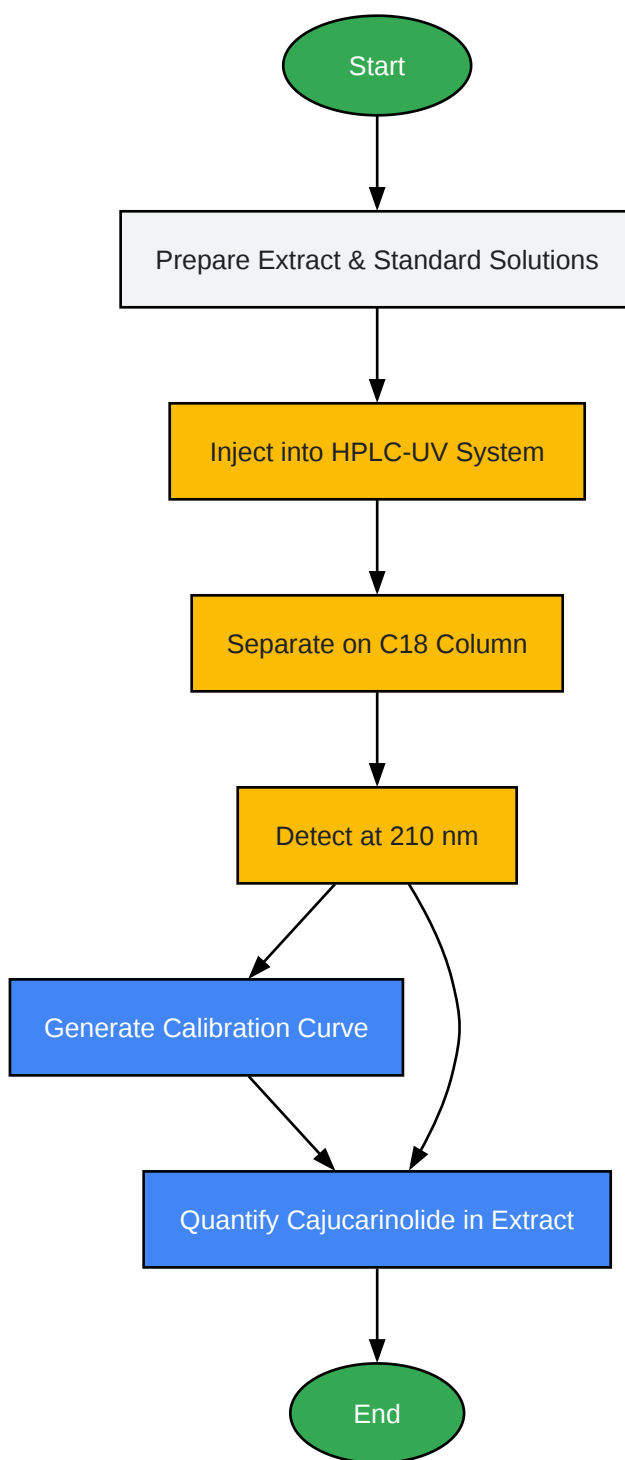 Start
Prepare Extract & Standard Solutions
Inject into HPLC-UV System
Separate on C18 Column
Detect at 210 nm
Generate Calibration Curve
Quantify Cajucarinolide in Extract
End